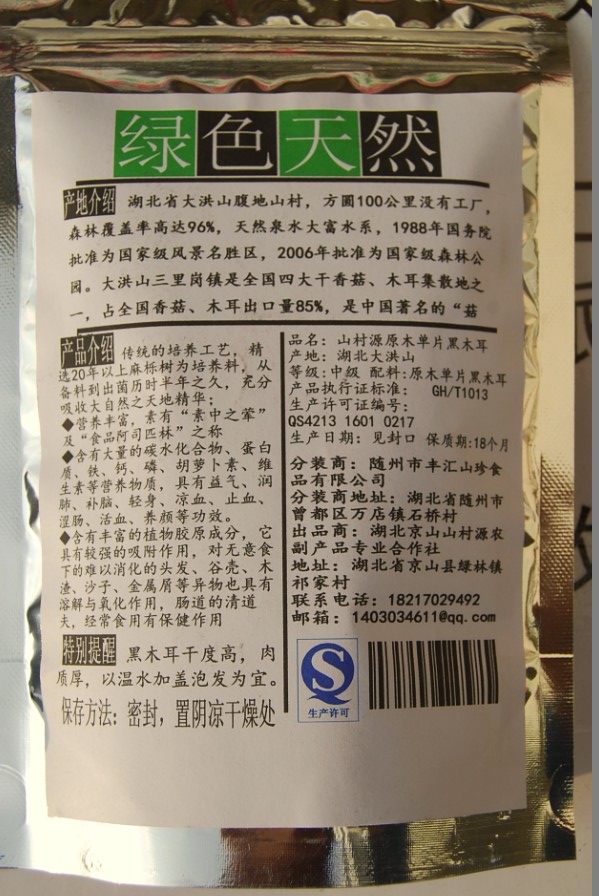 绿色天然
产地介绍 湖北省大洪山腹地山村，方圆100公里没有工厂，
森林覆盖率高达96%，天然泉水大富水系，1988年国务院
批准为国家级风景名胜区，2006年批准为国家级森林公
园。大洪山三里岗镇是全国四大干香菇、木耳集散地之
一，占全国香菇、木耳出口量85%，是中国著名的“菇
产品介绍 传统的培养工艺，精
选20年以上麻栎树为培养料，从
备料到出菌历时半年之久，充分
吸收大自然之天地精华；
◆营养丰富，素有“素中之荤”
及“食品阿司匹林”之称
◆含有大量的碳水化合物、蛋白
质、铁、钙、磷、胡萝卜素、维
生素等营养物质，具有益气、润
肺、补脑、轻身、凉血、止血、
涩肠、活血、养颜等功效。
◆含有丰富的植物胶原成分，它
具有较强的吸附作用，对无意食
下的难以消化的头发、谷壳、木
渣、沙子、金属屑等异物也具有
溶解与氧化作用，肠道的清道
夫，经常食用有保健作用
特别提醒 黑木耳干度高，肉
质厚，以温水加盖泡发为宜。
保存方法：密封，置阴凉干燥处
品名：山村源原木单片黑木耳
产地：湖北大洪山
等级：中级 配料：原木单片黑木耳
产品执行证标准： GH/T1013
生产许可证编号：
QS4213 1601 0217
生产日期：见封口 保质期：18个月
分装商：随州市丰汇山珍食
品有限公司
分装商地址：湖北省随州市
曾都区万店镇石桥村
出品商：湖北京山山村源农
副产品专业合作社
地址：湖北省京山县绿林镇
祁家村
联系电话：18217029492
邮箱：1403034611@qq.com
QS
生产许可